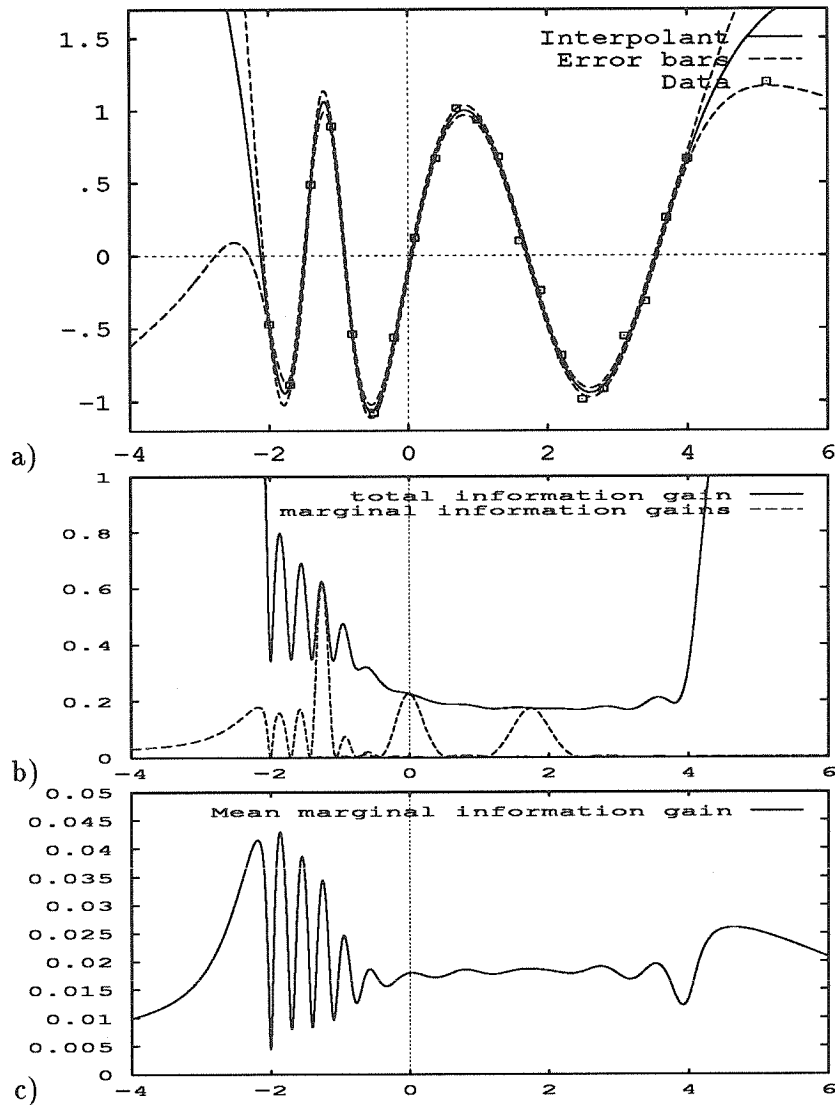 1.5
1
.5
0
-.5
-1
Interpolant
Error bars
Data
-4 -2 0 2 4 6
a)
1
0.8
0.6
0.4
0.2
0
total information gain
marginal information gains
-4 -2 0 2 4 6
b)
0.05
0.045
0.04
0.035
0.03
0.025
0.02
0.015
0.01
0.005
0
Mean marginal information gain
-4 -2 0 2 4 6
c)